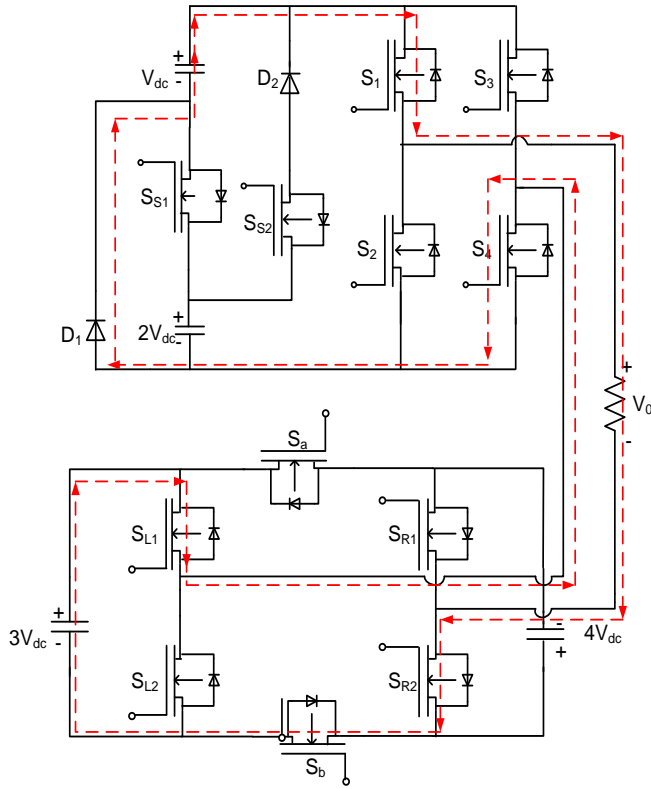 +
V_dc
-
D_2
S_1
S_3
S_S1
S_S2
S_2
S_4
D_1
+
2V_dc
-
+
V_0
-
S_a
S_L1
S_R1
+
3V_dc
-
-
4V_dc
+
S_L2
S_R2
S_b